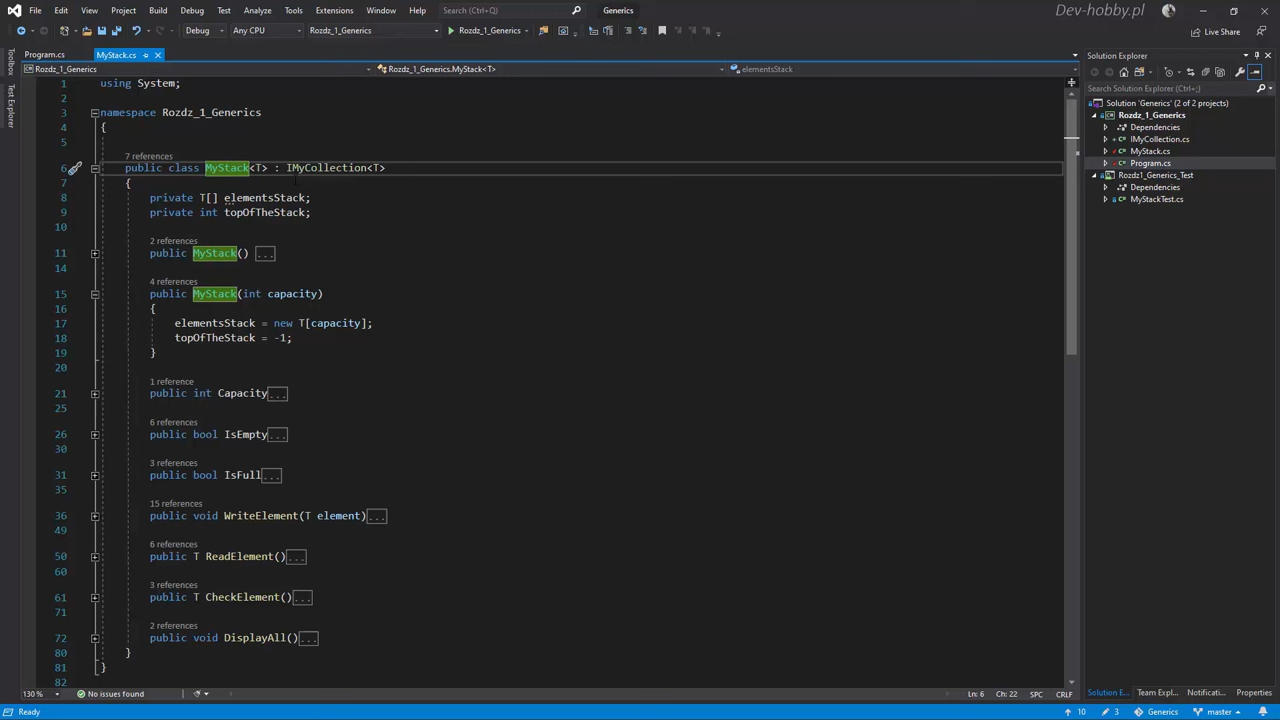 File Edit View Project Build Debug Test Analyze Tools Extensions Window Help Search (Ctrl+Q) Generics Dev-hobby.pl
Debug Any CPU Rozdz_1_Generics Rozdz_1_Generics Live Share
Toolbox
Test Explorer
Program.cs MyStack.cs
Rozdz_1_Generics Rozdz_1_Generics.MyStack<T> elementsStack
1 using System;
2
3 namespace Rozdz_1_Generics
4 {
5
7 references
6 public class MyStack<T> : IMyCollection<T>
7 {
8 private T[] elementsStack;
9 private int topOfTheStack;
10
2 references
11 public MyStack() ...
14
4 references
15 public MyStack(int capacity)
16 {
17 elementsStack = new T[capacity];
18 topOfTheStack = -1;
19 }
20
1 reference
21 public int Capacity...
25
6 references
26 public bool IsEmpty...
30
3 references
31 public bool IsFull...
35
15 references
36 public void WriteElement(T element)...
49
6 references
50 public T ReadElement()...
60
3 references
61 public T CheckElement()...
71
2 references
72 public void DisplayAll()...
80 }
81 }
82
130 % No issues found Ln: 6 Ch: 22 SPC CRLF
Solution Explorer
Search Solution Explorer (Ctrl+;)
Solution 'Generics' (2 of 2 projects)
Rozdz_1_Generics
Dependencies
IMyCollection.cs
MyStack.cs
Program.cs
Rozdz1_Generics_Test
Dependencies
MyStackTest.cs
Solution E... Team Expl... Notificati... Properties
Ready 10 3 Generics master